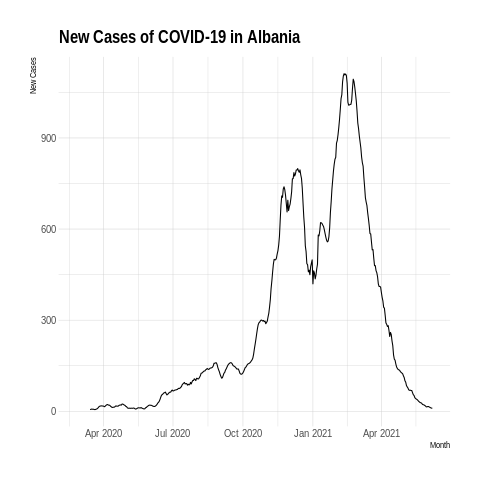 New Cases of COVID-19 in Albania
New Cases
900
600
300
0
Apr 2020 Jul 2020 Oct 2020 Jan 2021 Apr 2021
Month